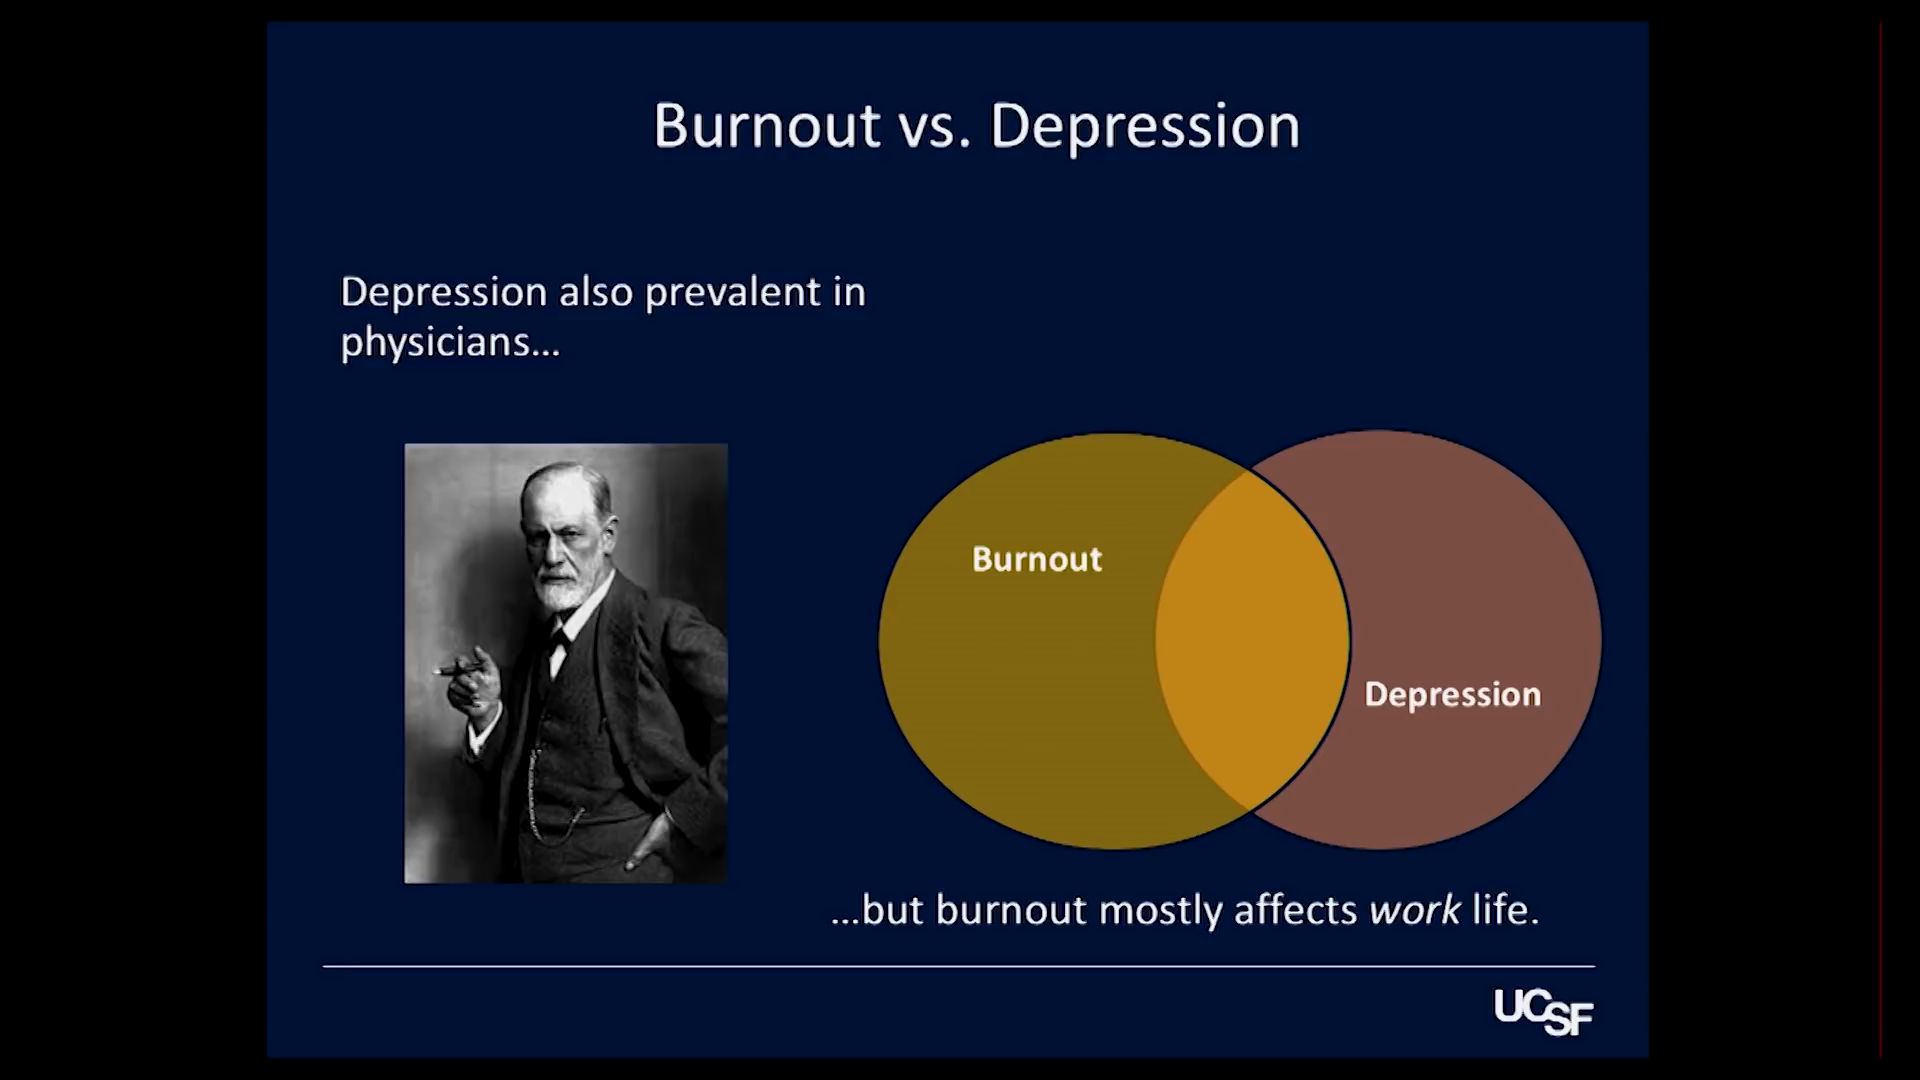 Burnout vs. Depression
Depression also prevalent in
physicians...
Burnout
Depression
...but burnout mostly affects work life.
UCSF